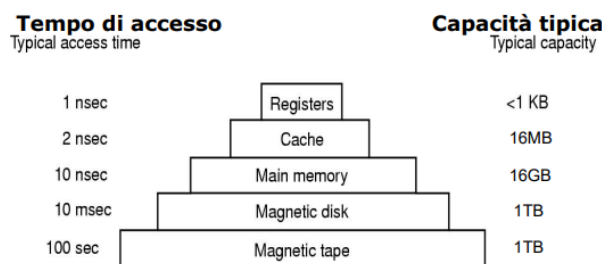 Tempo di accesso Capacità tipica
Typical access time Typical capacity
1 nsec Registers <1 KB
2 nsec Cache 16MB
10 nsec Main memory 16GB
10 msec Magnetic disk 1TB
100 sec Magnetic tape 1TB